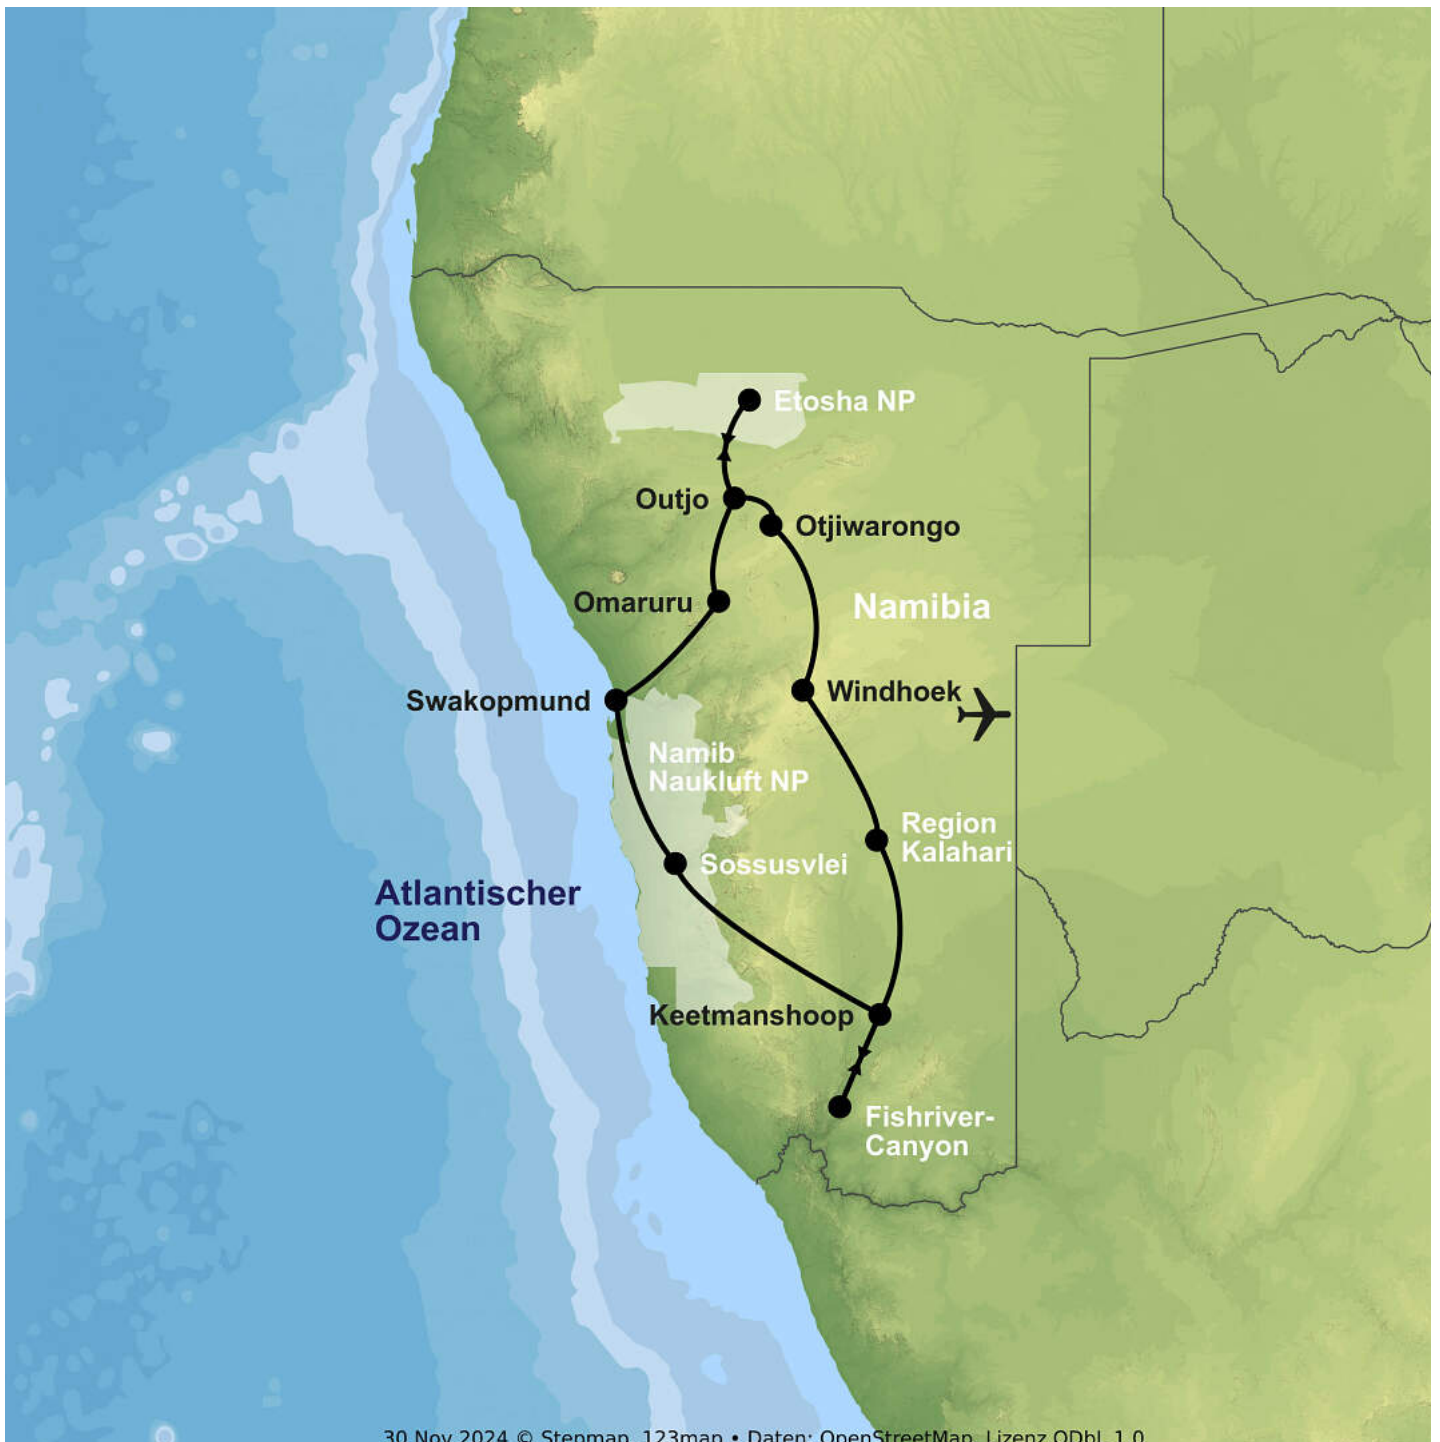 Etosha NP
Outjo
Otjiwarongo
Omaruru
Namibia
Windhoek
Swakopmund
Namib
Naukluft NP
Region
Kalahari
Sossusvlei
Atlantischer
Ozean
Keetmanshoop
Fishriver-
Canyon
30 Nov 2024 © Stepmap, 123map • Daten: OpenStreetMap, Lizenz ODbL 1.0